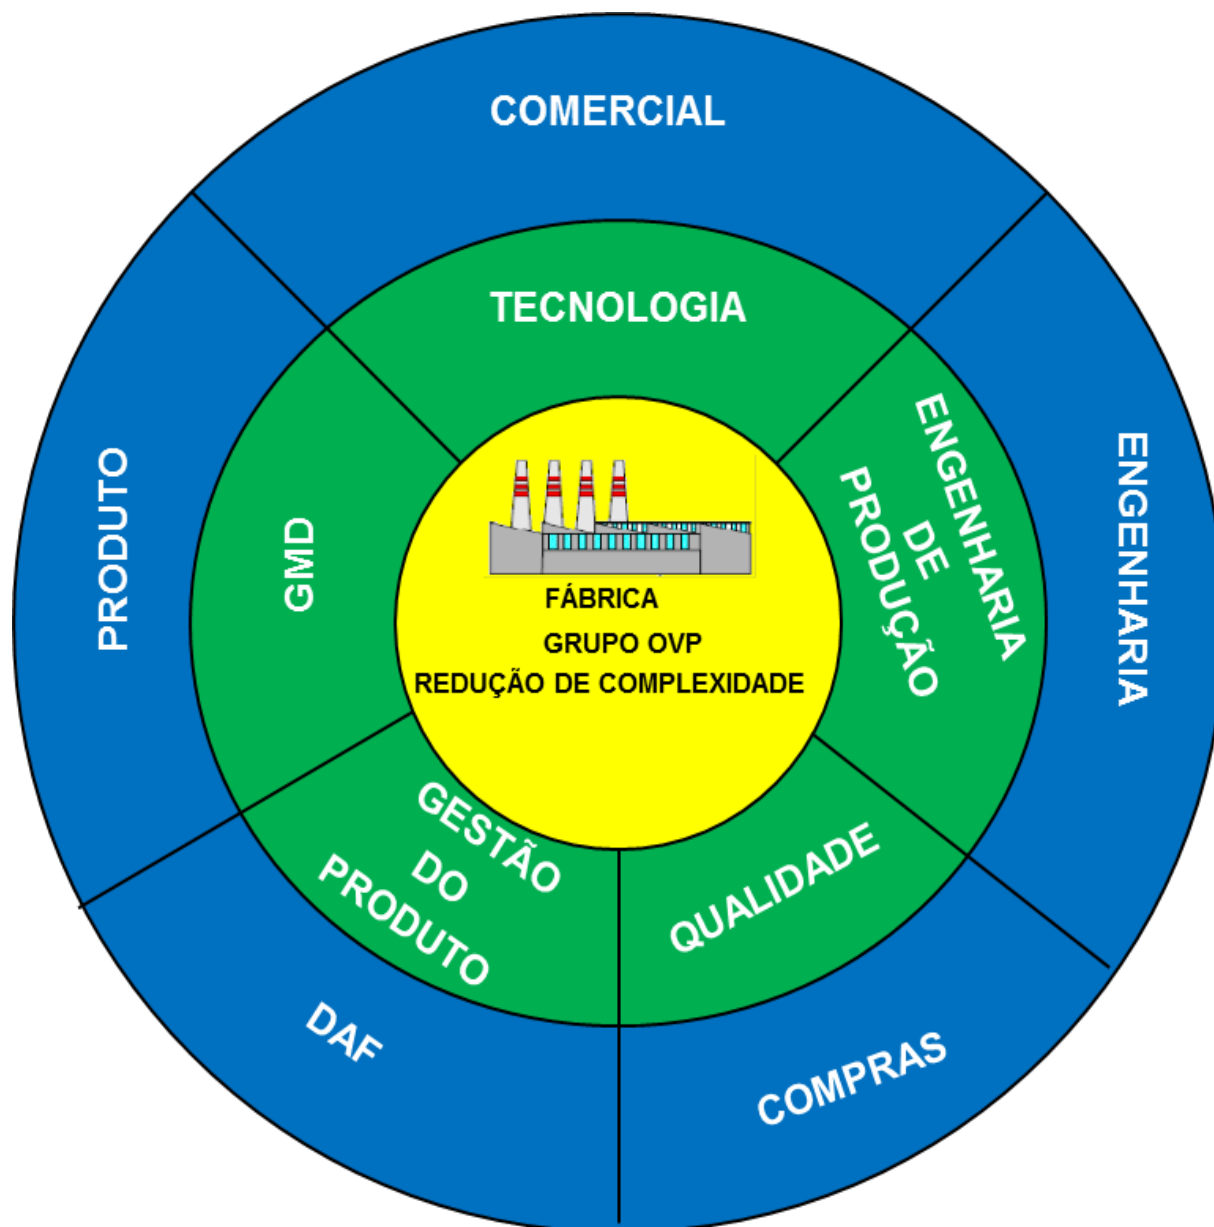 COMERCIAL
TECNOLOGIA
ENGENHARIA
DE
PRODUÇÃO
ENGENHARIA
PRODUTO
GMD
FÁBRICA
GRUPO OVP
REDUÇÃO DE COMPLEXIDADE
GESTÃO
DO
PRODUTO
QUALIDADE
DAF
COMPRAS